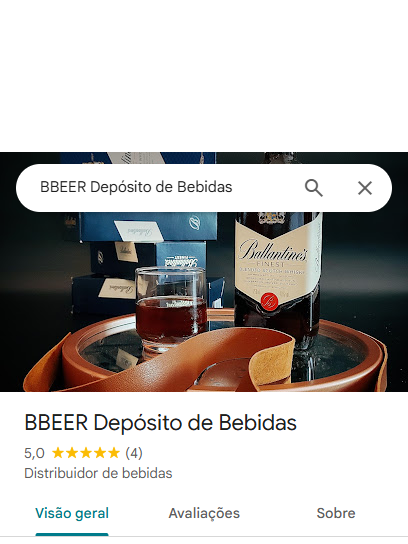 BBEER Depósito de Bebidas
Ballantine's
FINEST
BBEER Depósito de Bebidas
5,0 ★★★★★ (4)
Distribuidor de bebidas
Visão geral Avaliações Sobre